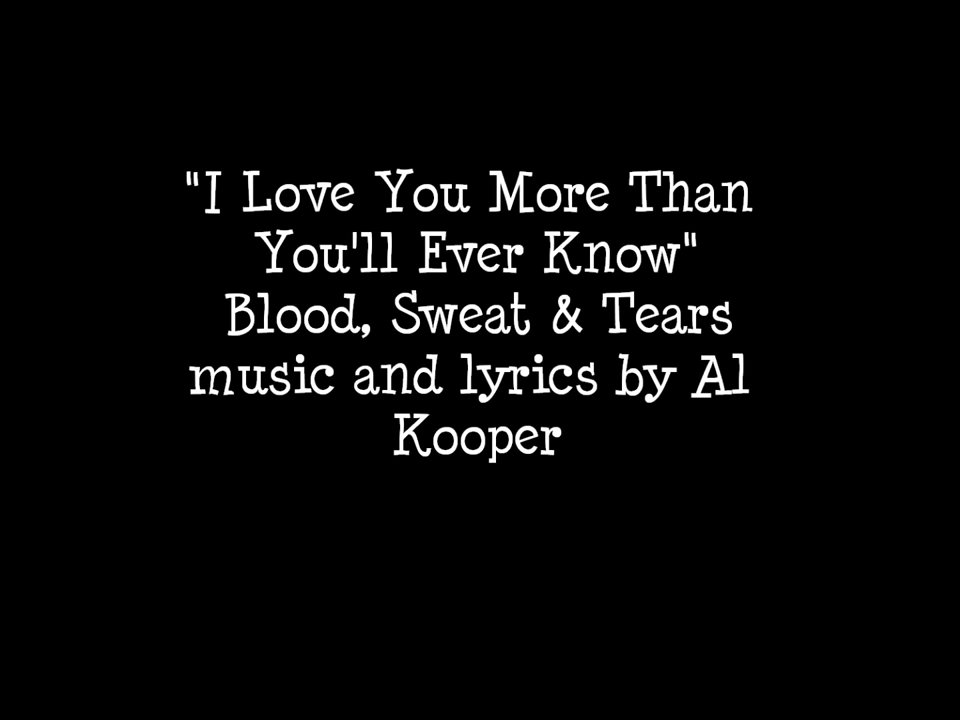 "I Love You More Than
You'll Ever Know"
Blood, Sweat & Tears
music and lyrics by Al
Kooper